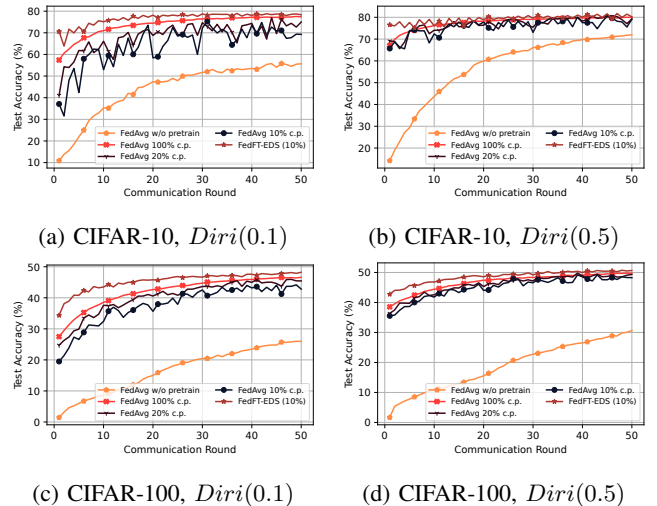 80
70
60
50
40
30
20
10
Test Accuracy (%)
FedAvg w/o pretrain
FedAvg 100% c.p.
FedAvg 20% c.p.
FedAvg 10% c.p.
FedFT-EDS (10%)
0 10 20 30 40 50
Communication Round
(a) CIFAR-10, Diri(0.1)
80
70
60
50
40
30
20
10
Test Accuracy (%)
FedAvg w/o pretrain
FedAvg 100% c.p.
FedAvg 20% c.p.
FedAvg 10% c.p.
FedFT-EDS (10%)
0 10 20 30 40 50
Communication Round
(b) CIFAR-10, Diri(0.5)
50
40
30
20
10
0
Test Accuracy (%)
FedAvg w/o pretrain
FedAvg 100% c.p.
FedAvg 20% c.p.
FedAvg 10% c.p.
FedFT-EDS (10%)
0 10 20 30 40 50
Communication Round
(c) CIFAR-100, Diri(0.1)
50
40
30
20
10
0
Test Accuracy (%)
FedAvg w/o pretrain
FedAvg 100% c.p.
FedAvg 20% c.p.
FedAvg 10% c.p.
FedFT-EDS (10%)
0 10 20 30 40 50
Communication Round
(d) CIFAR-100, Diri(0.5)